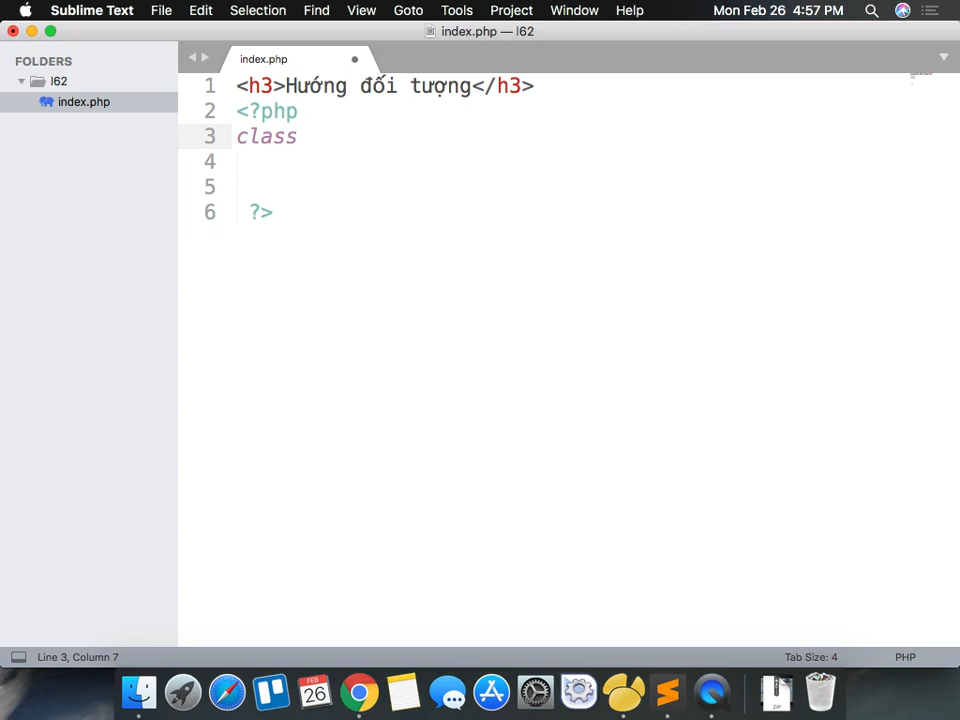 Sublime Text File Edit Selection Find View Goto Tools Project Window Help Mon Feb 26 4:57 PM
index.php — l62
FOLDERS
l62
index.php
index.php
1 <h3>Hướng đối tượng</h3>
2 <?php
3 class
4
5
6 ?>
Line 3, Column 7 Tab Size: 4 PHP
FEB
26
ZIP